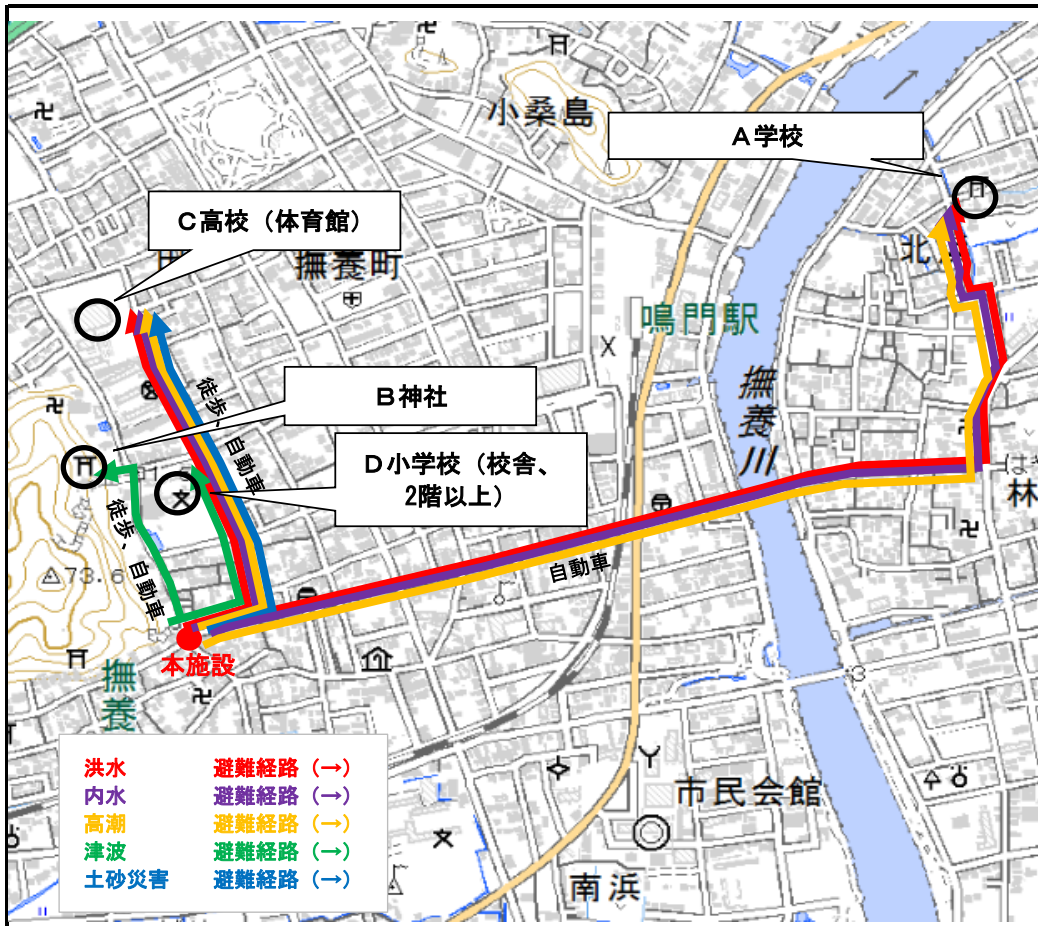 小桑島
A学校
C高校（体育館）
撫養町
北
鳴門駅
撫養川
B神社
徒歩、自動車
D小学校（校舎、
2階以上）
林
徒歩、自動車
73.6
自動車
本施設
撫養
洪水 避難経路（→）
内水 避難経路（→）
高潮 避難経路（→）
津波 避難経路（→）
土砂災害 避難経路（→）
市民会館
南浜